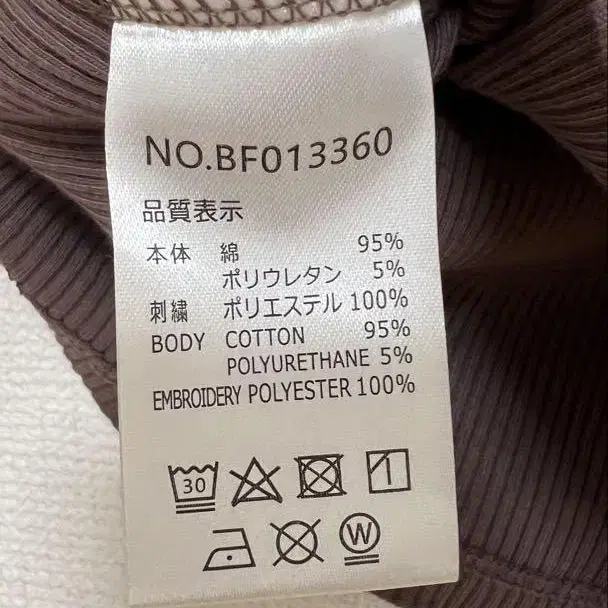 NO.BF013360
品質表示
本体 綿 95%
ポリウレタン 5%
刺繍 ポリエステル 100%
BODY COTTON 95%
POLYURETHANE 5%
EMBROIDERY POLYESTER 100%
30
W